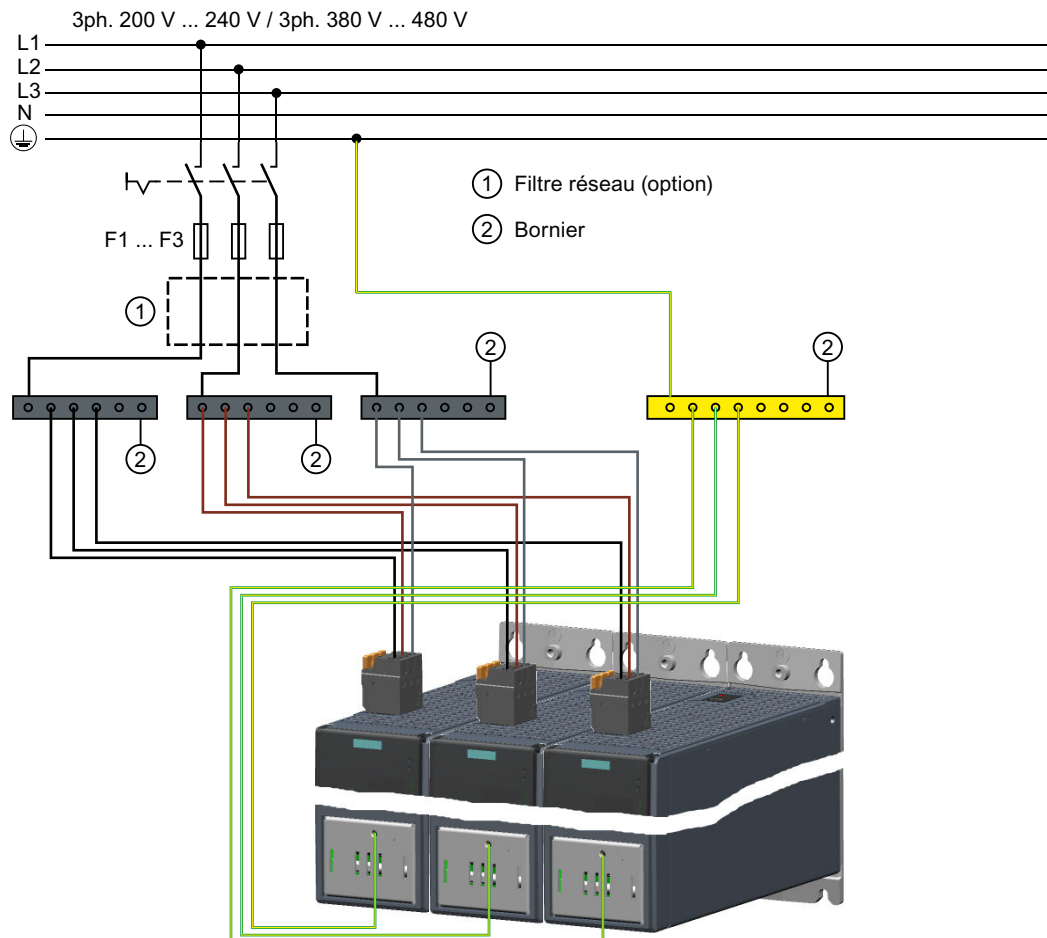 3ph. 200 V ... 240 V / 3ph. 380 V ... 480 V
L1
L2
L3
N
1 Filtre réseau (option)
2 Bornier
F1 ... F3
1
2
2
2
2